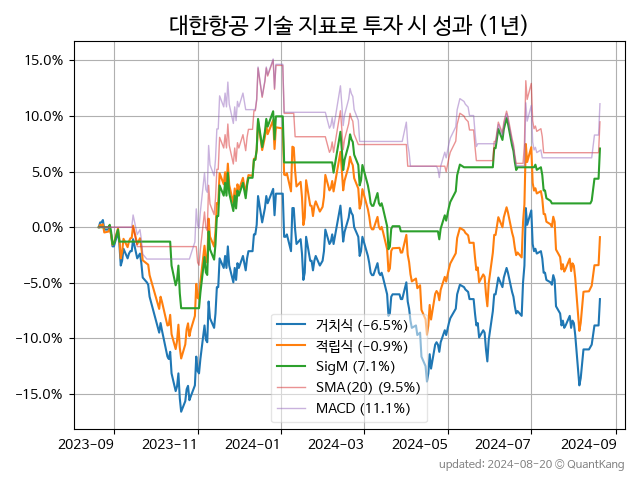 대한항공 기술 지표로 투자 시 성과 (1년)
15.0%
10.0%
5.0%
0.0%
−5.0%
−10.0%
−15.0%
거치식 (−6.5%)
적립식 (−0.9%)
SigM (7.1%)
SMA(20) (9.5%)
MACD (11.1%)
2023-09 2023-11 2024-01 2024-03 2024-05 2024-07 2024-09
updated: 2024-08-20 @ QuantKang